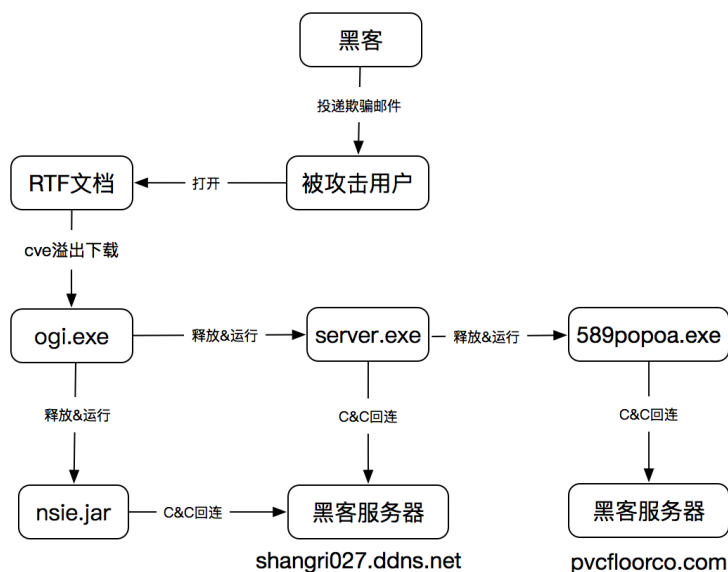 黑客
投递欺骗邮件
RTF文档
打开
被攻击用户
cve溢出下载
ogi.exe
释放&运行
server.exe
释放&运行
589popoa.exe
释放&运行
C&C回连
C&C回连
nsie.jar
C&C回连
黑客服务器
黑客服务器
shangri027.ddns.net
pvcfloorco.com